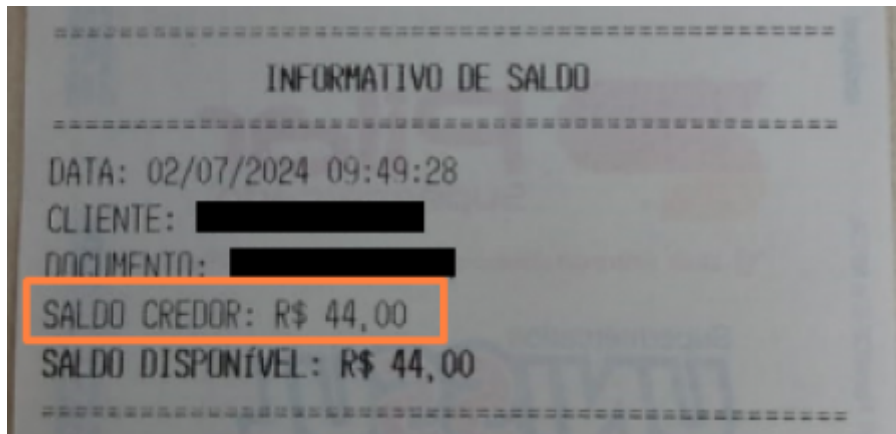 ================================================
INFORMATIVO DE SALDO
================================================
DATA: 02/07/2024 09:49:28
CLIENTE:
DOCUMENTO:
SALDO CREDOR: R$ 44,00
SALDO DISPONÍVEL: R$ 44,00
================================================